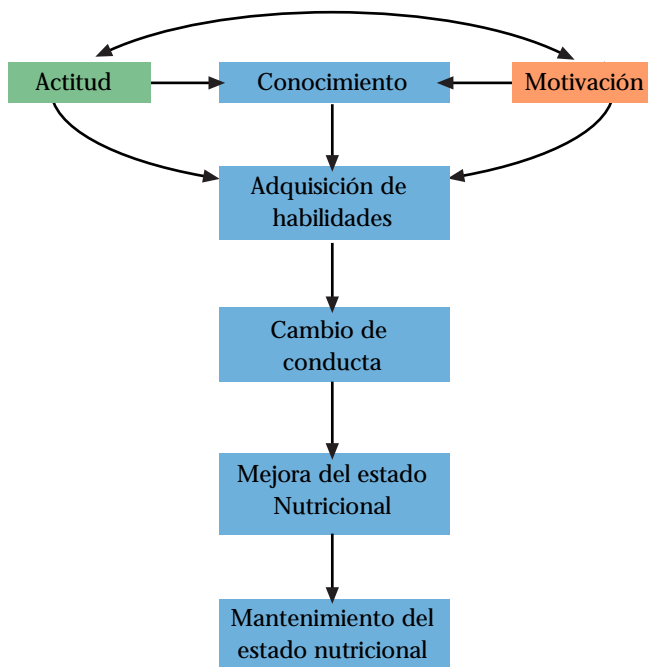 Actitud
Conocimiento
Motivación
Adquisición de
habilidades
Cambio de
conducta
Mejora del estado
Nutricional
Mantenimiento del
estado nutricional